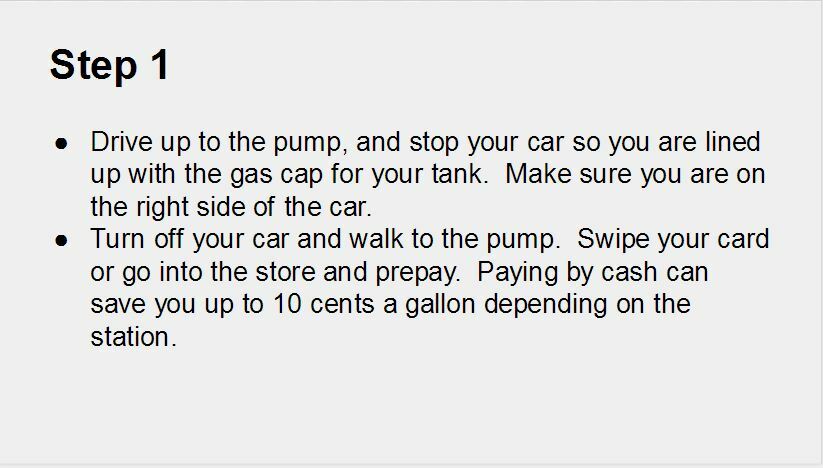 Step 1
● Drive up to the pump, and stop your car so you are lined
up with the gas cap for your tank.  Make sure you are on
the right side of the car.
● Turn off your car and walk to the pump.  Swipe your card
or go into the store and prepay.  Paying by cash can
save you up to 10 cents a gallon depending on the
station.